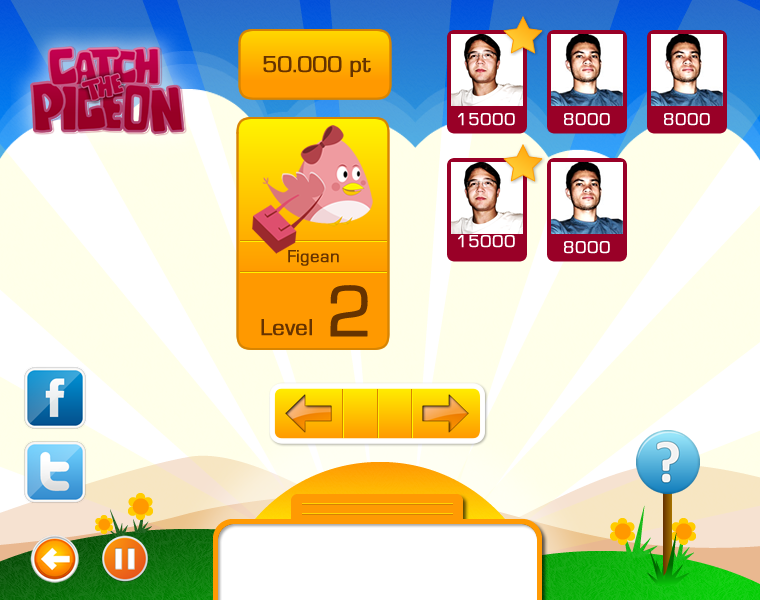 CATCH
THE
PIGEON
50.000 pt
15000
8000
8000
15000
8000
Figean
Level 2
f
t
?